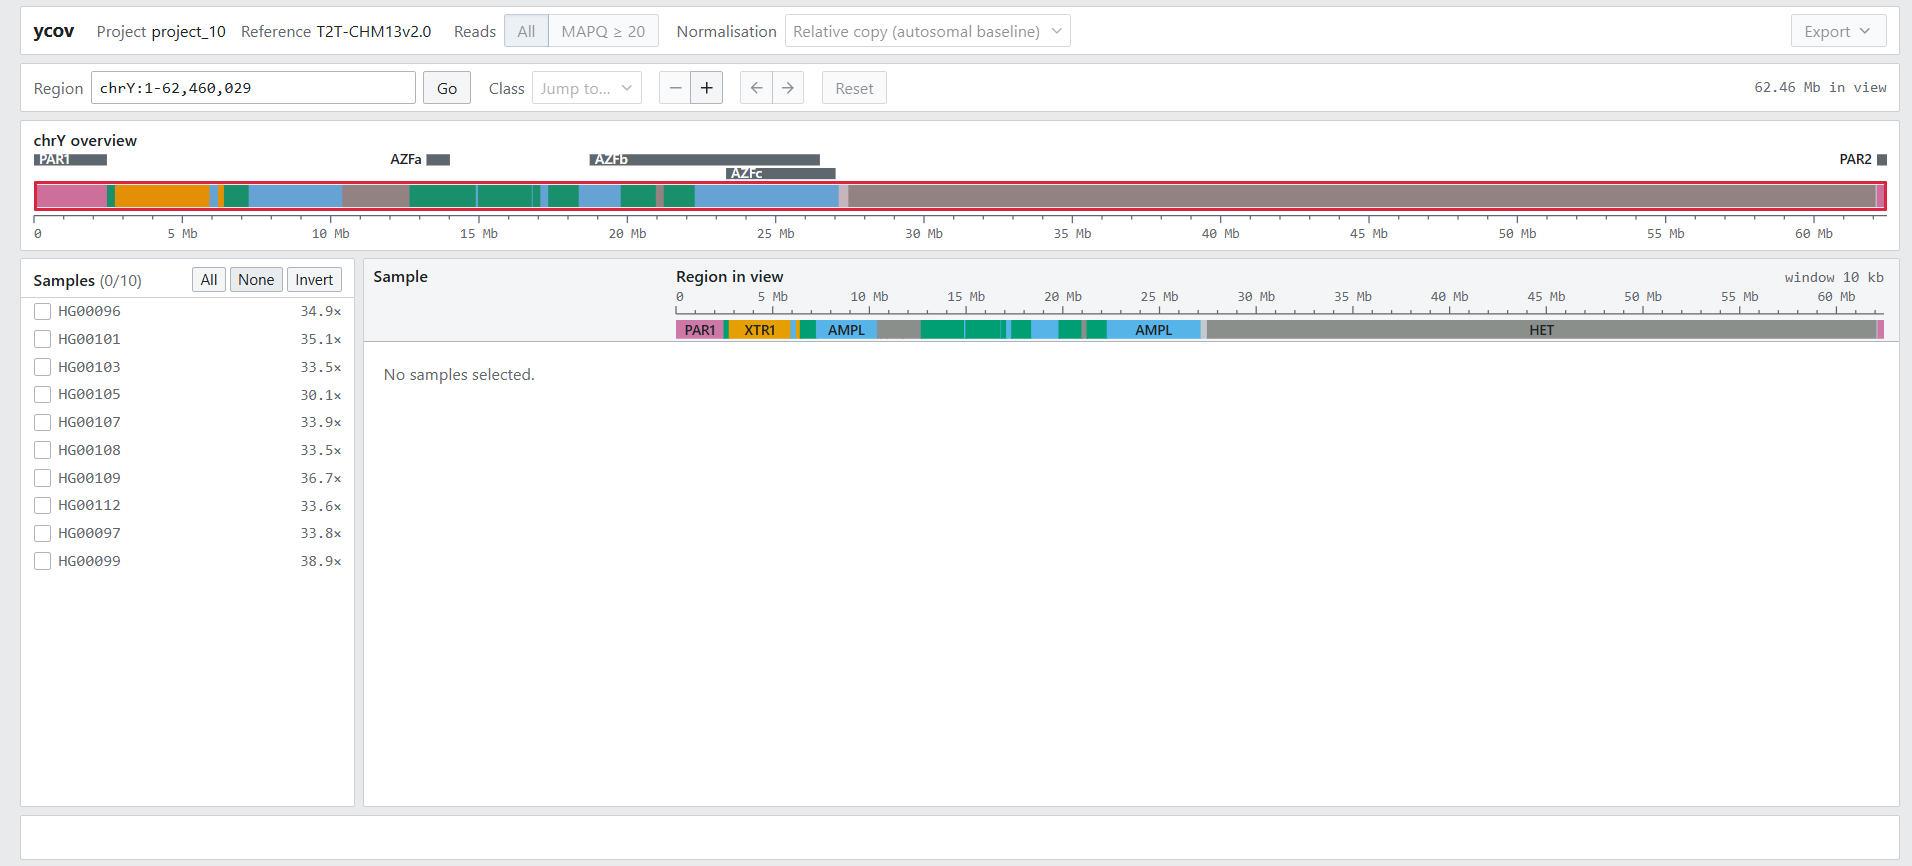 ycov Project project_10 Reference T2T-CHM13v2.0 Reads All MAPQ ≥ 20 Normalisation Relative copy (autosomal baseline) Export
Region chrY:1-62,460,029 Go Class Jump to... − + ← → Reset 62.46 Mb in view
chrY overview
PAR1 AZFa AZFb PAR2
AZFc
0 5 Mb 10 Mb 15 Mb 20 Mb 25 Mb 30 Mb 35 Mb 40 Mb 45 Mb 50 Mb 55 Mb 60 Mb
Samples (0/10) All None Invert
HG00096 34.9×
HG00101 35.1×
HG00103 33.5×
HG00105 30.1×
HG00107 33.9×
HG00108 33.5×
HG00109 36.7×
HG00112 33.6×
HG00097 33.8×
HG00099 38.9×
Sample Region in view window 10 kb
0 5 Mb 10 Mb 15 Mb 20 Mb 25 Mb 30 Mb 35 Mb 40 Mb 45 Mb 50 Mb 55 Mb 60 Mb
PAR1 XTR1 AMPL AMPL HET
No samples selected.